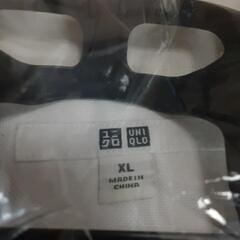 ユニ UNI
クロ QLO
XL
MADE IN
CHINA